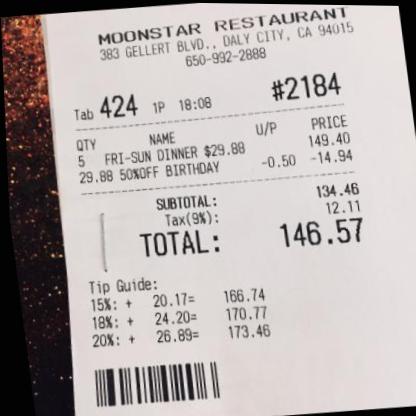 MOONSTAR RESTAURANT
383 GELLERT BLVD., DALY CITY, CA 94015
650-992-2888
#2184
Tab 424 1P 18:08
QTY NAME U/P PRICE
5 FRI-SUN DINNER $29.88 149.40
29.88 50%OFF BIRTHDAY -0.50 -14.94
SUBTOTAL: 134.46
Tax(9%): 12.11
TOTAL: 146.57
Tip Guide:
15%: + 20.17= 166.74
18%: + 24.20= 170.77
20%: + 26.89= 173.46